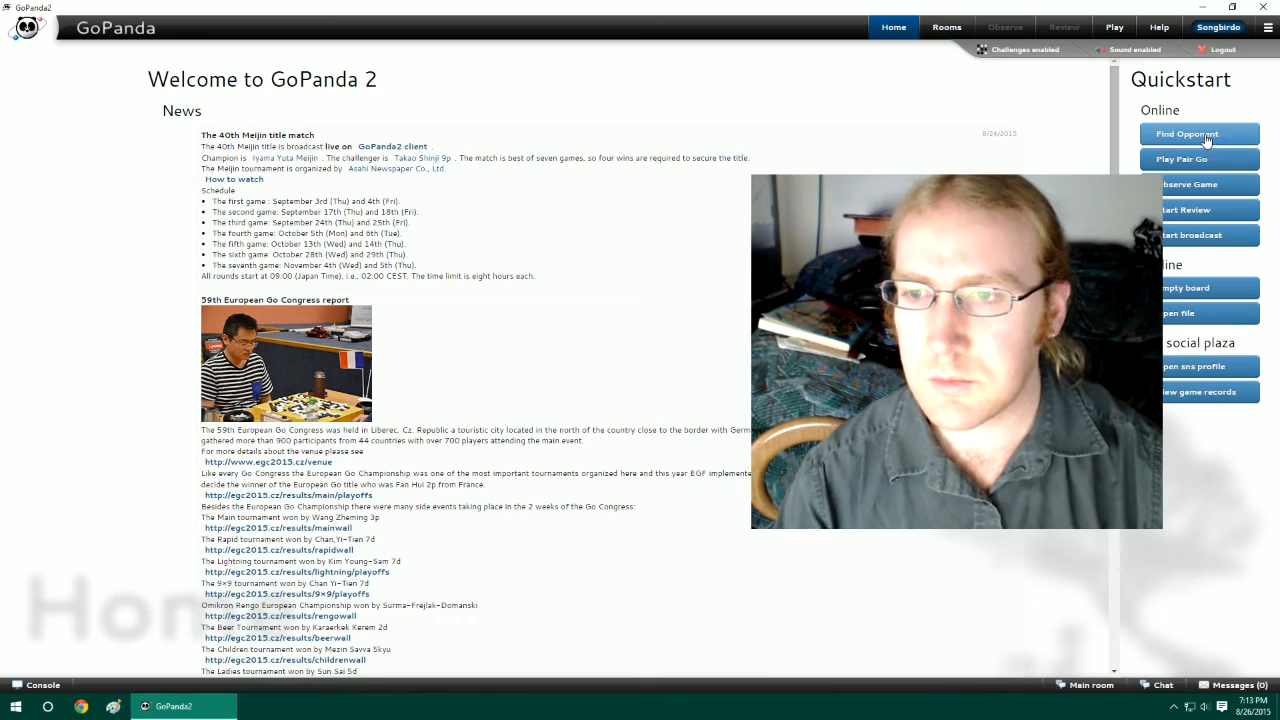 GoPanda2
GoPanda
Home Rooms Observe Review Play Help Songbirdo
Challenges enabled Sound enabled Logout
Welcome to GoPanda 2
News
The 40th Meijin title match 8/24/2015
The 40th Meijin title is broadcast live on GoPanda2 client .
Champion is Iyama Yuta Meijin . The challenger is Takao Shinji 9p . The match is best of seven games, so four wins are required to secure the title.
The Meijin tournament is organized by Asahi Newspaper Co., Ltd
How to watch
Schedule
• The first game : September 3rd (Thu) and 4th (Fri).
• The second game: September 17th (Thu) and 18th (Fri).
• The third game: September 24th (Thu) and 25th (Fri).
• The fourth game: October 5th (Mon) and 6th (Tue).
• The fifth game: October 13th (Wed) and 14th (Thu).
• The sixth game: October 28th (Wed) and 29th (Thu).
• The seventh game: November 4th (Wed) and 5th (Thu).
All rounds start at 09:00 (Japan Time), i.e., 02:00 CEST. The time limit is eight hours each.
59th European Go Congress report
The 59th European Go Congress was held in Liberec, Cz. Republic a touristic city located in the north of the country close to the border with Germ
gathered more than 900 participants from 44 countries with over 700 players attending the main event.
For more details about the venue please see
http://www.egc2015.cz/venue
Like every Go Congress the European Go Championship was one of the most important tournaments organized here and this year EGF impleme
decide the winner of the European Go title who was Fan Hui 2p from France.
http://egc2015.cz/results/main/playoffs
Besides the European Go Championship there were many side events taking place in the 2 weeks of the Go Congress:
The Main tournament won by Wang Zheming 3p
http://egc2015.cz/results/mainwall
The Rapid tournament won by Chan,Yi-Tien 7d
http://egc2015.cz/results/rapidwall
The Lightning tournament won by Kim Young-Sam 7d
http://egc2015.cz/results/lightning/playoffs
The 9×9 tournament won by Chan Yi-Tien 7d
http://egc2015.cz/results/9×9/playoffs
Omikron Rengo European Championship won by Surma-Frejlak-Domanski
http://egc2015.cz/results/rengowall
The Beer Tournament won by Karaerkek Kerem 2d
http://egc2015.cz/results/beerwall
The Children tournament won by Mezin Savva 5kyu
http://egc2015.cz/results/childrenwall
The Ladies tournament won by Sun Sai 5d
Quickstart
Online
Find Opponent
Play Pair Go
bserve Game
tart Review
tart broadcast
line
mpty board
pen file
social plaza
pen sns profile
iew game records
Hom
Console Main room Chat Messages (0)
GoPanda2
7:13 PM
8/26/2015